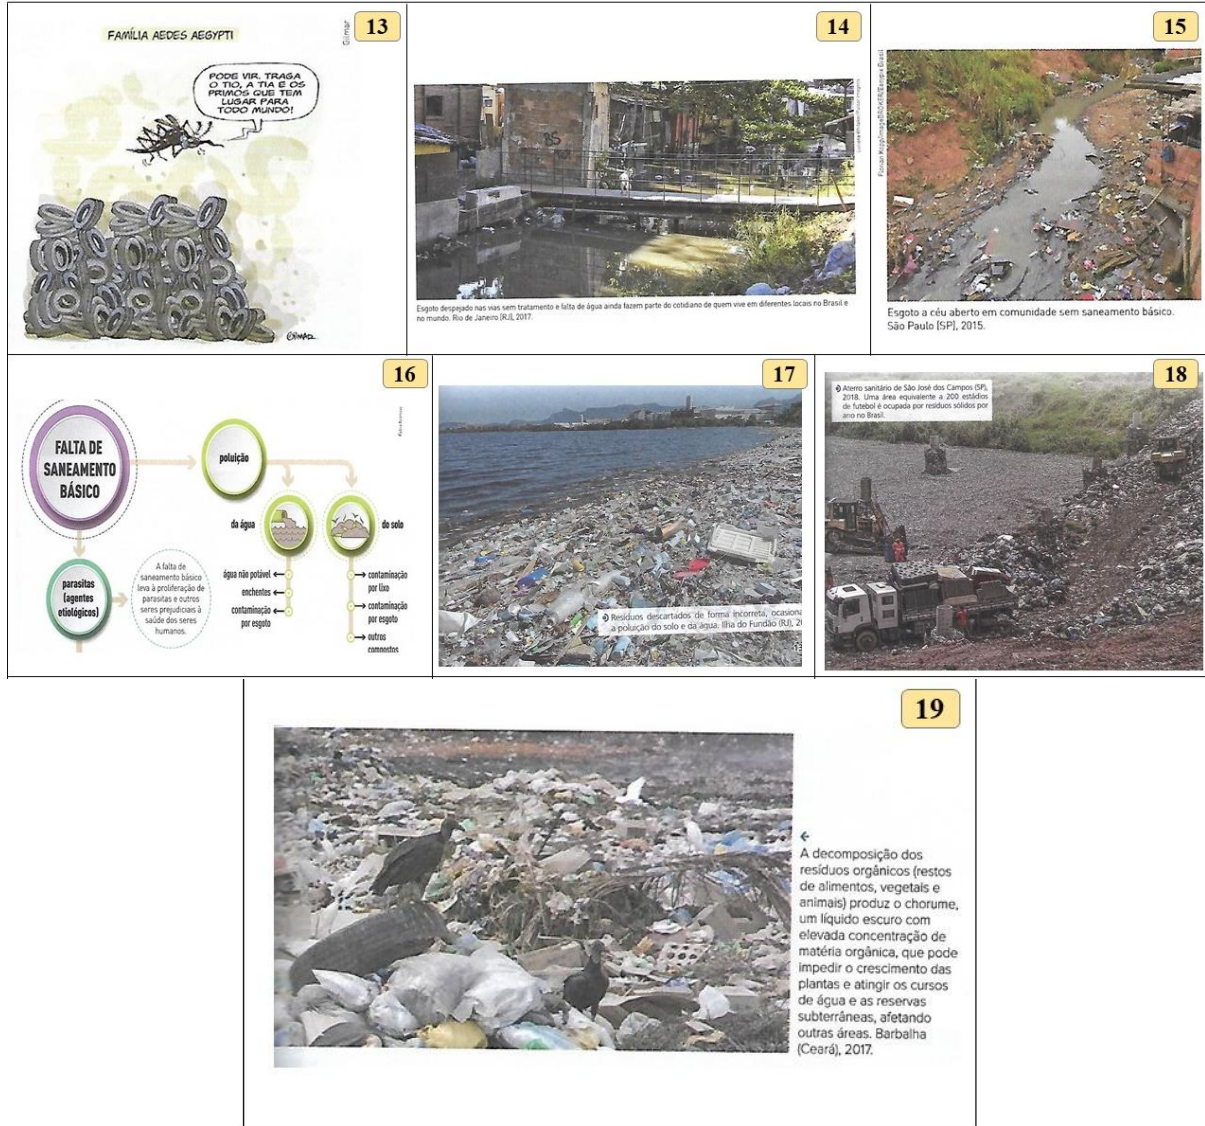 13
Gilmar
FAMÍLIA AEDES AEGYPTI
PODE VIR. TRAGA
O TIO, A TIA E OS
PRIMOS QUE TEM
LUGAR PARA
TODO MUNDO!
GILMAR
14
BS
Esgoto despejado nas vias sem tratamento e falta de água ainda fazem parte do cotidiano de quem vive em diferentes locais no Brasil e
no mundo. Rio de Janeiro (RJ), 2017.
15
Esgoto a céu aberto em comunidade sem saneamento básico.
São Paulo (SP), 2015.
16
FALTA DE
SANEAMENTO
BÁSICO
poluição
da água
do solo
água não potável
enchentes
contaminação
por esgoto
contaminação
por lixo
contaminação
por esgoto
outros
compostos
parasitas
(agentes
etiológicos)
A falta de
saneamento básico
leva à proliferação de
parasitas e outros
seres prejudiciais à
saúde dos seres
humanos.
17
Resíduos descartados de forma incorreta, ocasiona
a poluição do solo e da água. Ilha do Fundão (RJ), 20
18
Aterro sanitário de São José dos Campos (SP),
2018. Uma área equivalente a 200 estádios
de futebol é ocupada por resíduos sólidos por
ano no Brasil.
19
A decomposição dos
resíduos orgânicos (restos
de alimentos, vegetais e
animais) produz o chorume,
um líquido escuro com
elevada concentração de
matéria orgânica, que pode
impedir o crescimento das
plantas e atingir os cursos
de água e as reservas
subterrâneas, afetando
outras áreas. Barbalha
(Ceará), 2017.